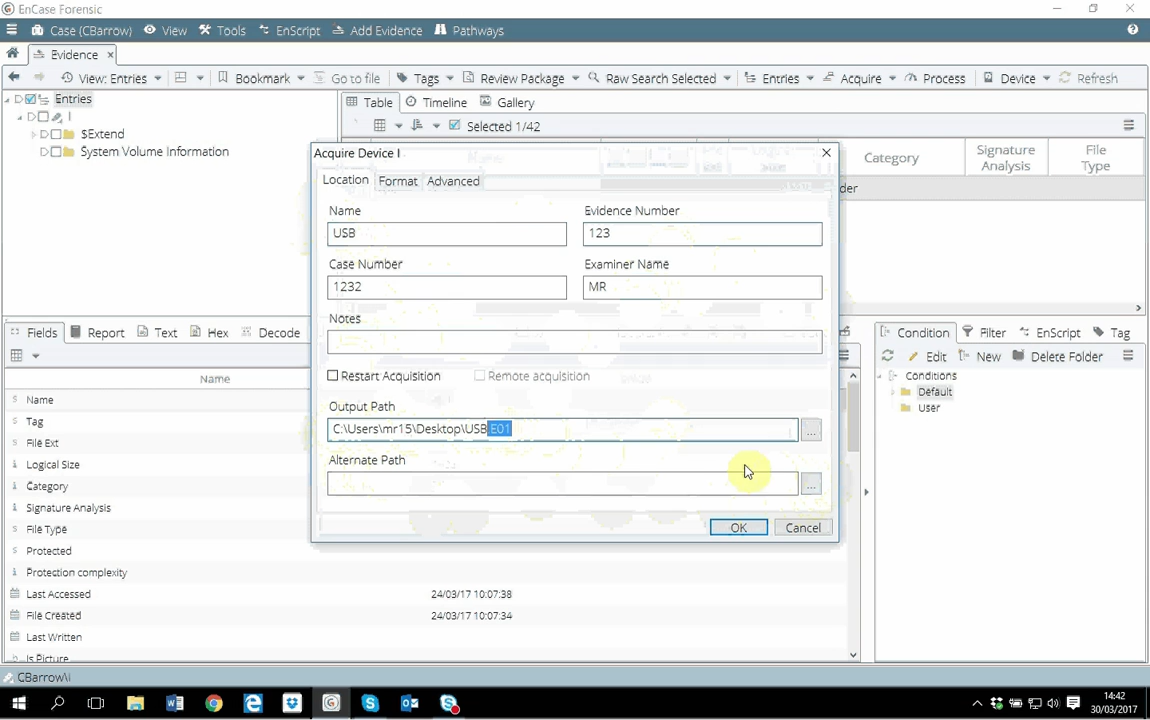 EnCase Forensic
Case (CBarrow) View Tools EnScript Add Evidence Pathways
Evidence
View: Entries Bookmark Go to file Tags Review Package Raw Search Selected Entries Acquire Process Device Refresh
Entries
I
$Extend
System Volume Information
Table Timeline Gallery
Selected 1/42
Category Signature Analysis File Type
Acquire Device I
Location Format Advanced
Name Evidence Number
USB 123
Case Number Examiner Name
1232 MR
Notes
Restart Acquisition Remote acquisition
Output Path
C:\Users\mr15\Desktop\USB.E01
...
Alternate Path
...
OK Cancel
Fields Report Text Hex Decode
Name
Name
Tag
File Ext
Logical Size
Category
Signature Analysis
File Type
Protected
Protection complexity
Last Accessed 24/03/17 10:07:38
File Created 24/03/17 10:07:34
Last Written
Is Picture
Condition Filter EnScript Tag
Edit New Delete Folder
Conditions
Default
User
CBarrow\i
14:42
30/03/2017